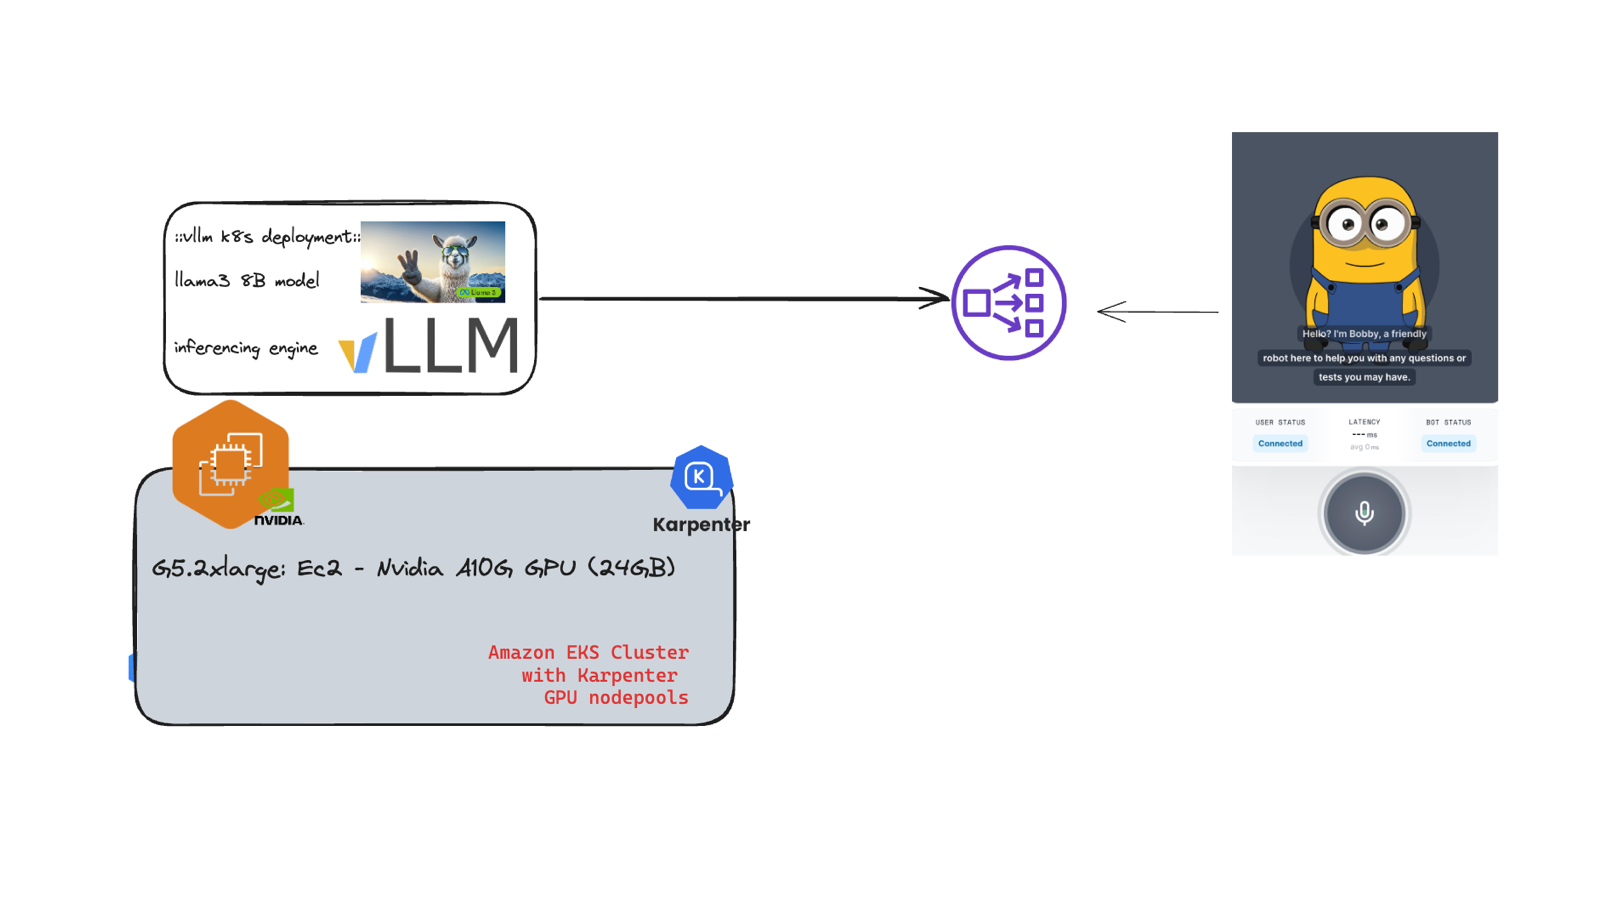 ::vllm k8s deployment::
llama3 8B model
Llama 3
inferencing engine
vLLM
NVIDIA.
K
Karpenter
G5.2xlarge: Ec2 - Nvidia A10G GPU (24GB)
Amazon EKS Cluster
with Karpenter
GPU nodepools
Hello? I'm Bobby, a friendly
robot here to help you with any questions or
tests you may have.
USER STATUS
Connected
LATENCY
---ms
avg 0ms
BOT STATUS
Connected